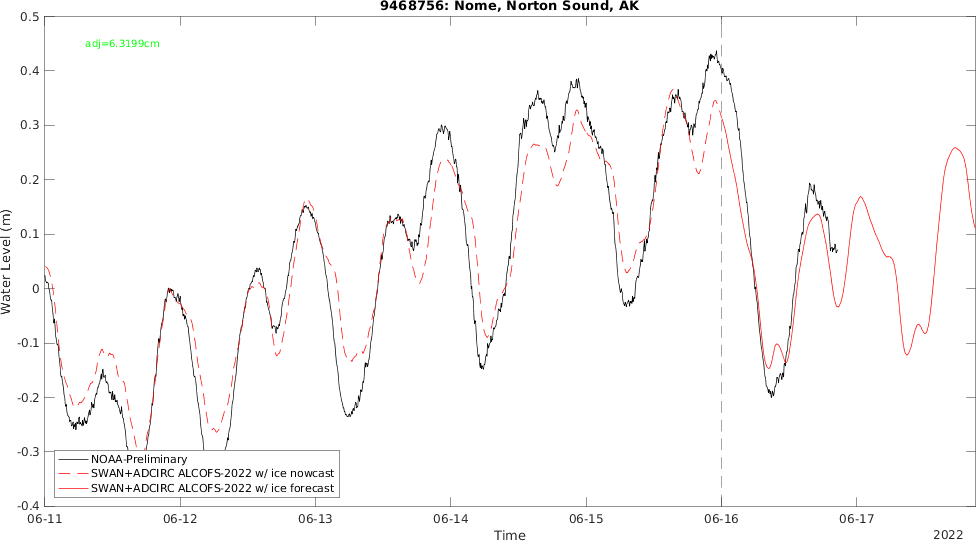 9468756: Nome, Norton Sound, AK
adj=6.3199cm
0.5
0.4
0.3
0.2
0.1
0
-0.1
-0.2
-0.3
-0.4
Water Level (m)
NOAA-Preliminary
SWAN+ADCIRC ALCOFS-2022 w/ ice nowcast
SWAN+ADCIRC ALCOFS-2022 w/ ice forecast
06-11 06-12 06-13 06-14 06-15 06-16 06-17
Time
2022